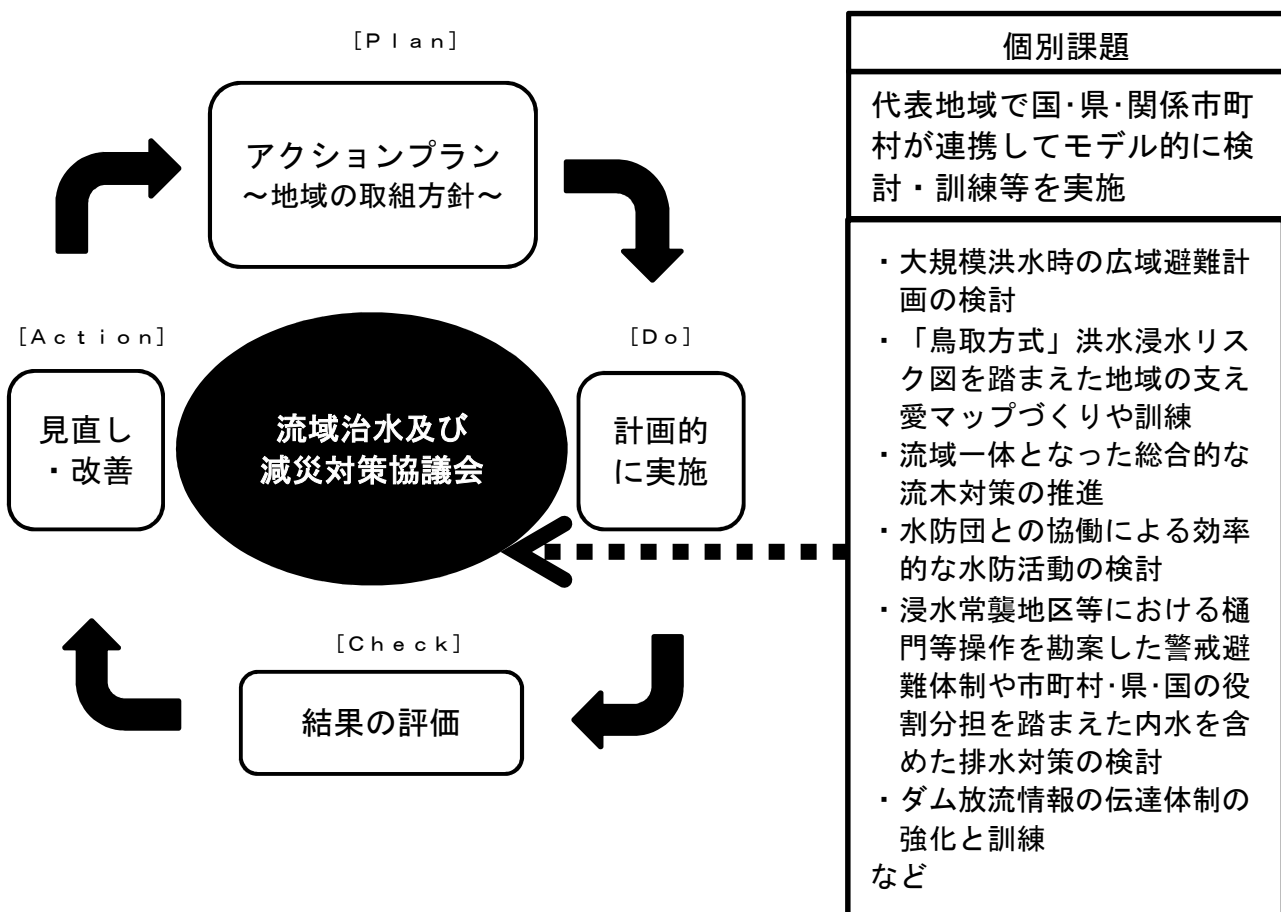 [Plan]
アクションプラン
～地域の取組方針～
[Action]
見直し
・改善
流域治水及び
減災対策協議会
[Do]
計画的
に実施
[Check]
結果の評価
個別課題
代表地域で国･県･関係市町
村が連携してモデル的に検
討・訓練等を実施
・大規模洪水時の広域避難計
画の検討
・「鳥取方式」洪水浸水リス
ク図を踏まえた地域の支え
愛マップづくりや訓練
・流域一体となった総合的な
流木対策の推進
・水防団との協働による効率
的な水防活動の検討
・浸水常襲地区等における樋
門等操作を勘案した警戒避
難体制や市町村･県･国の役
割分担を踏まえた内水を含
めた排水対策の検討
・ダム放流情報の伝達体制の
強化と訓練
など